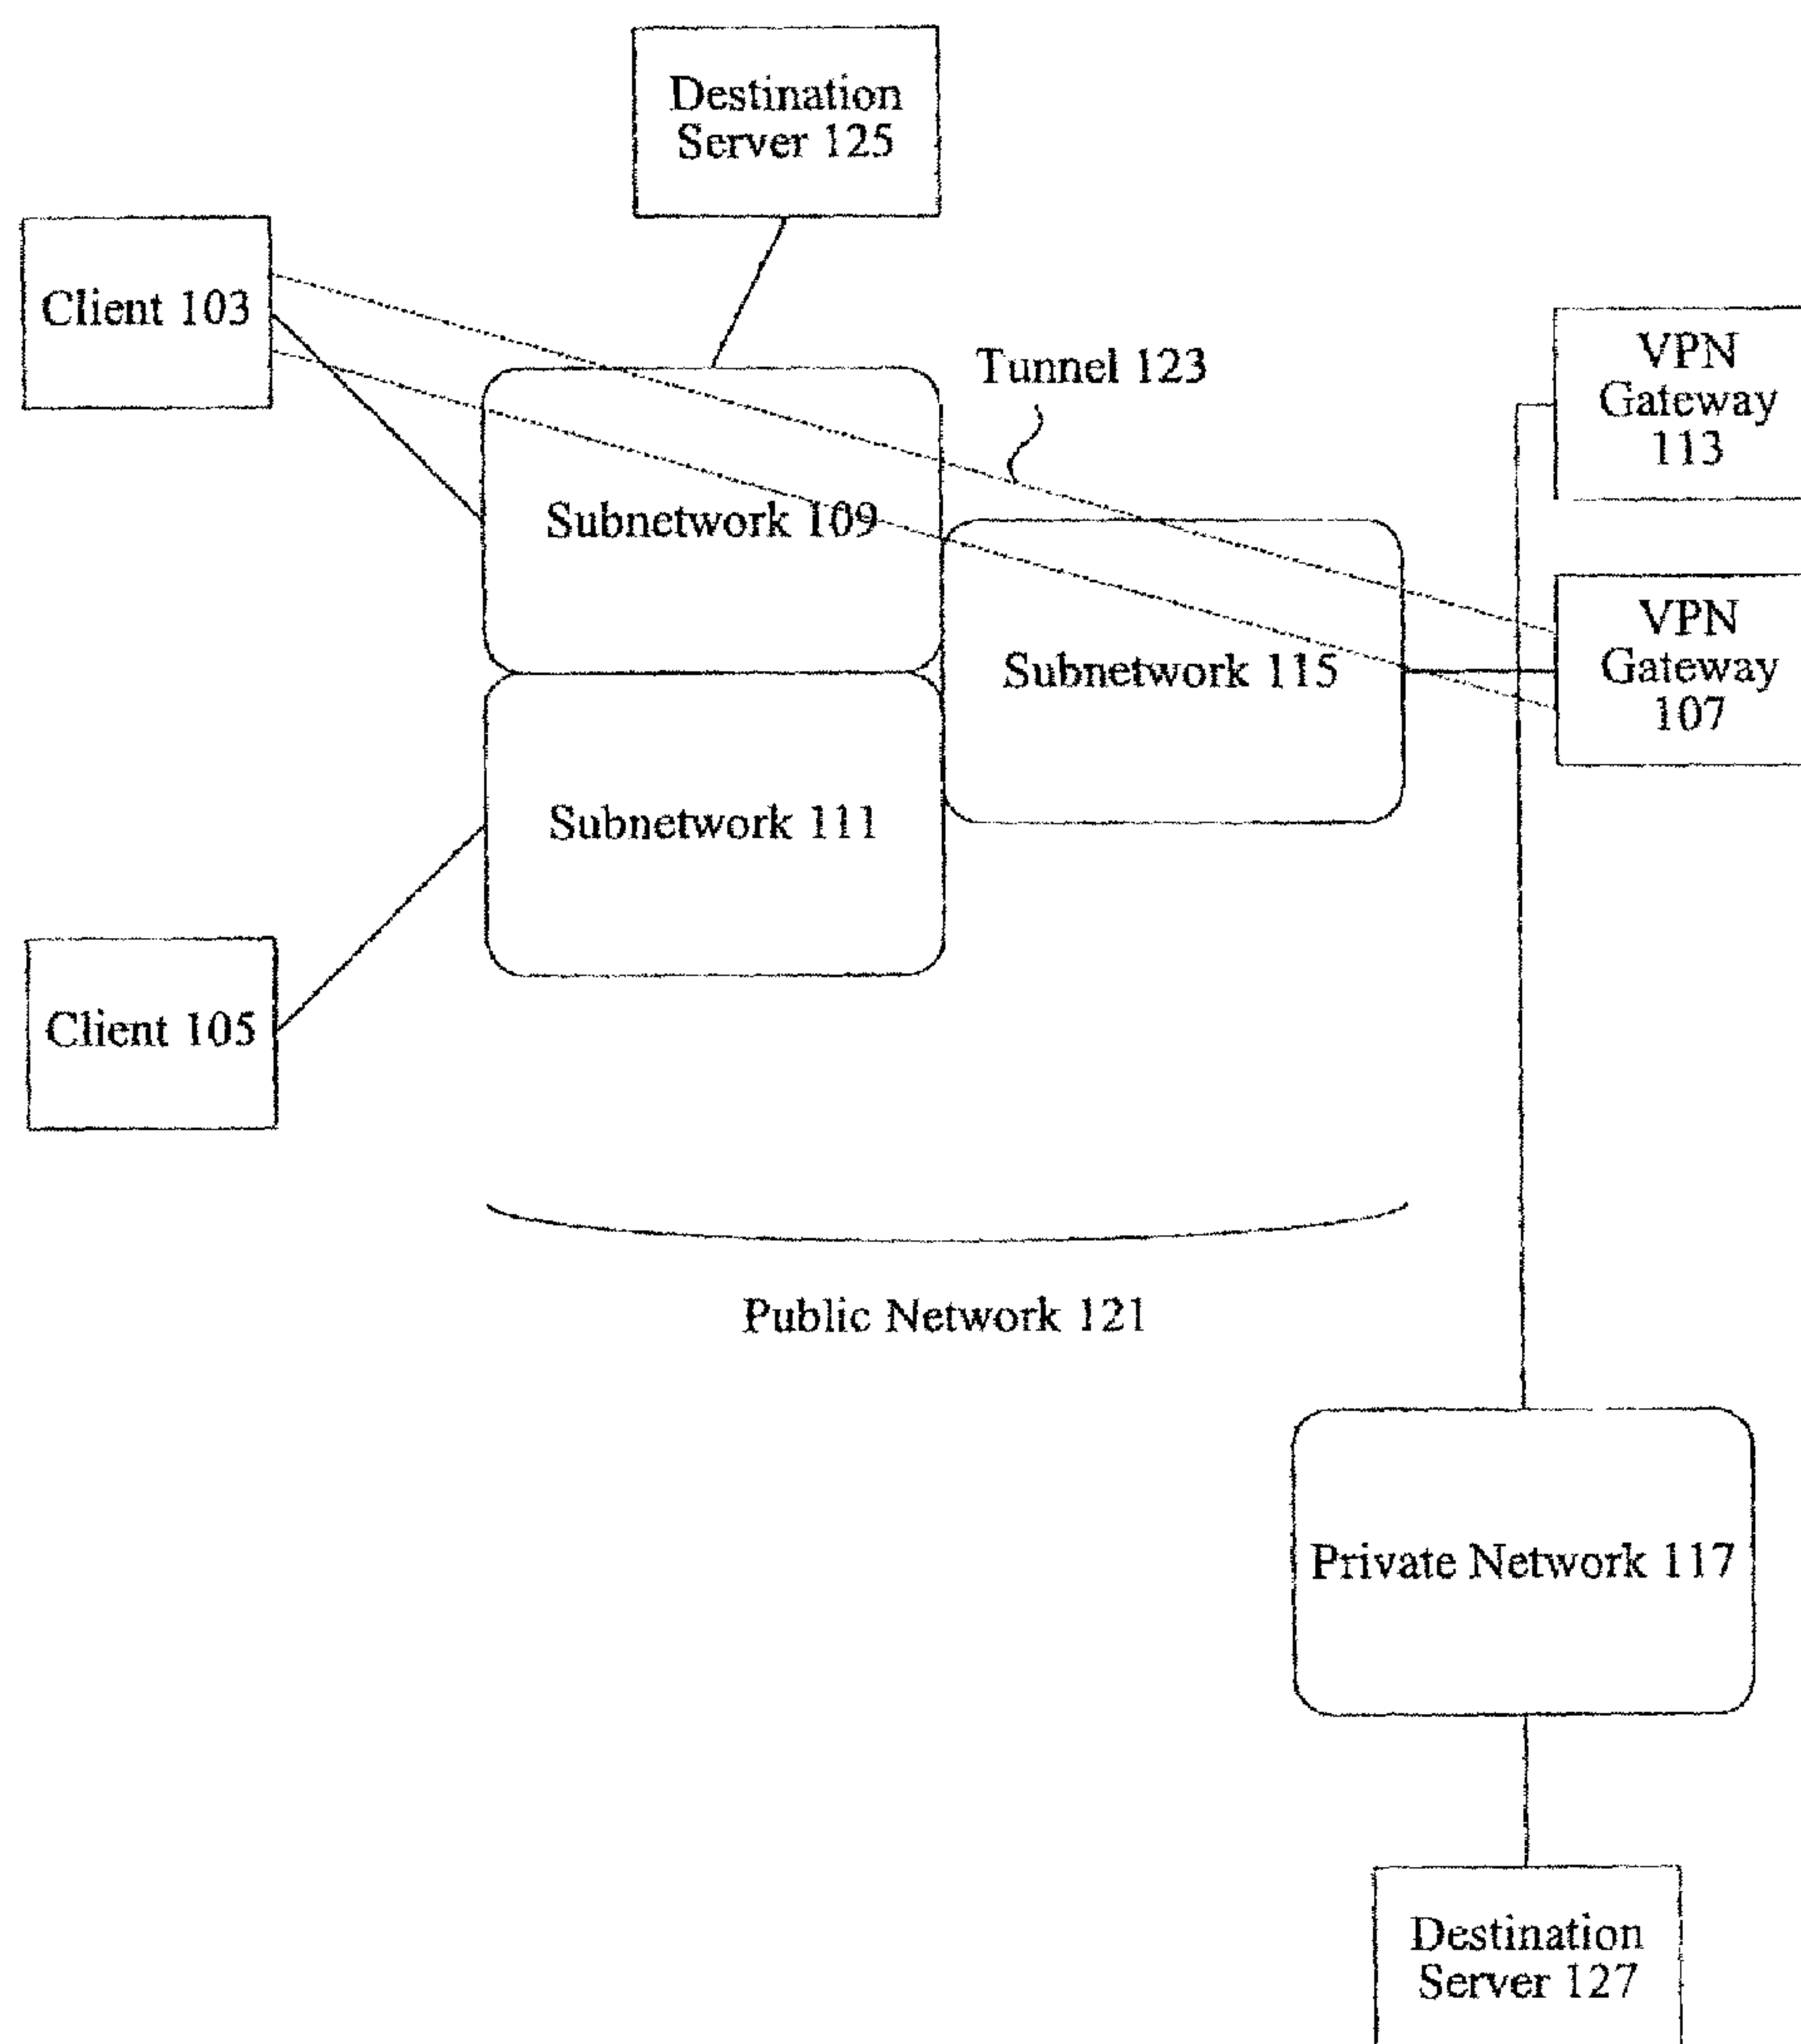 Destination
Server 125
Client 103
Tunnel 123
VPN
Gateway
113
Subnetwork 109
VPN
Gateway
107
Subnetwork 115
Subnetwork 111
Client 105
Public Network 121
Private Network 117
Destination
Server 127